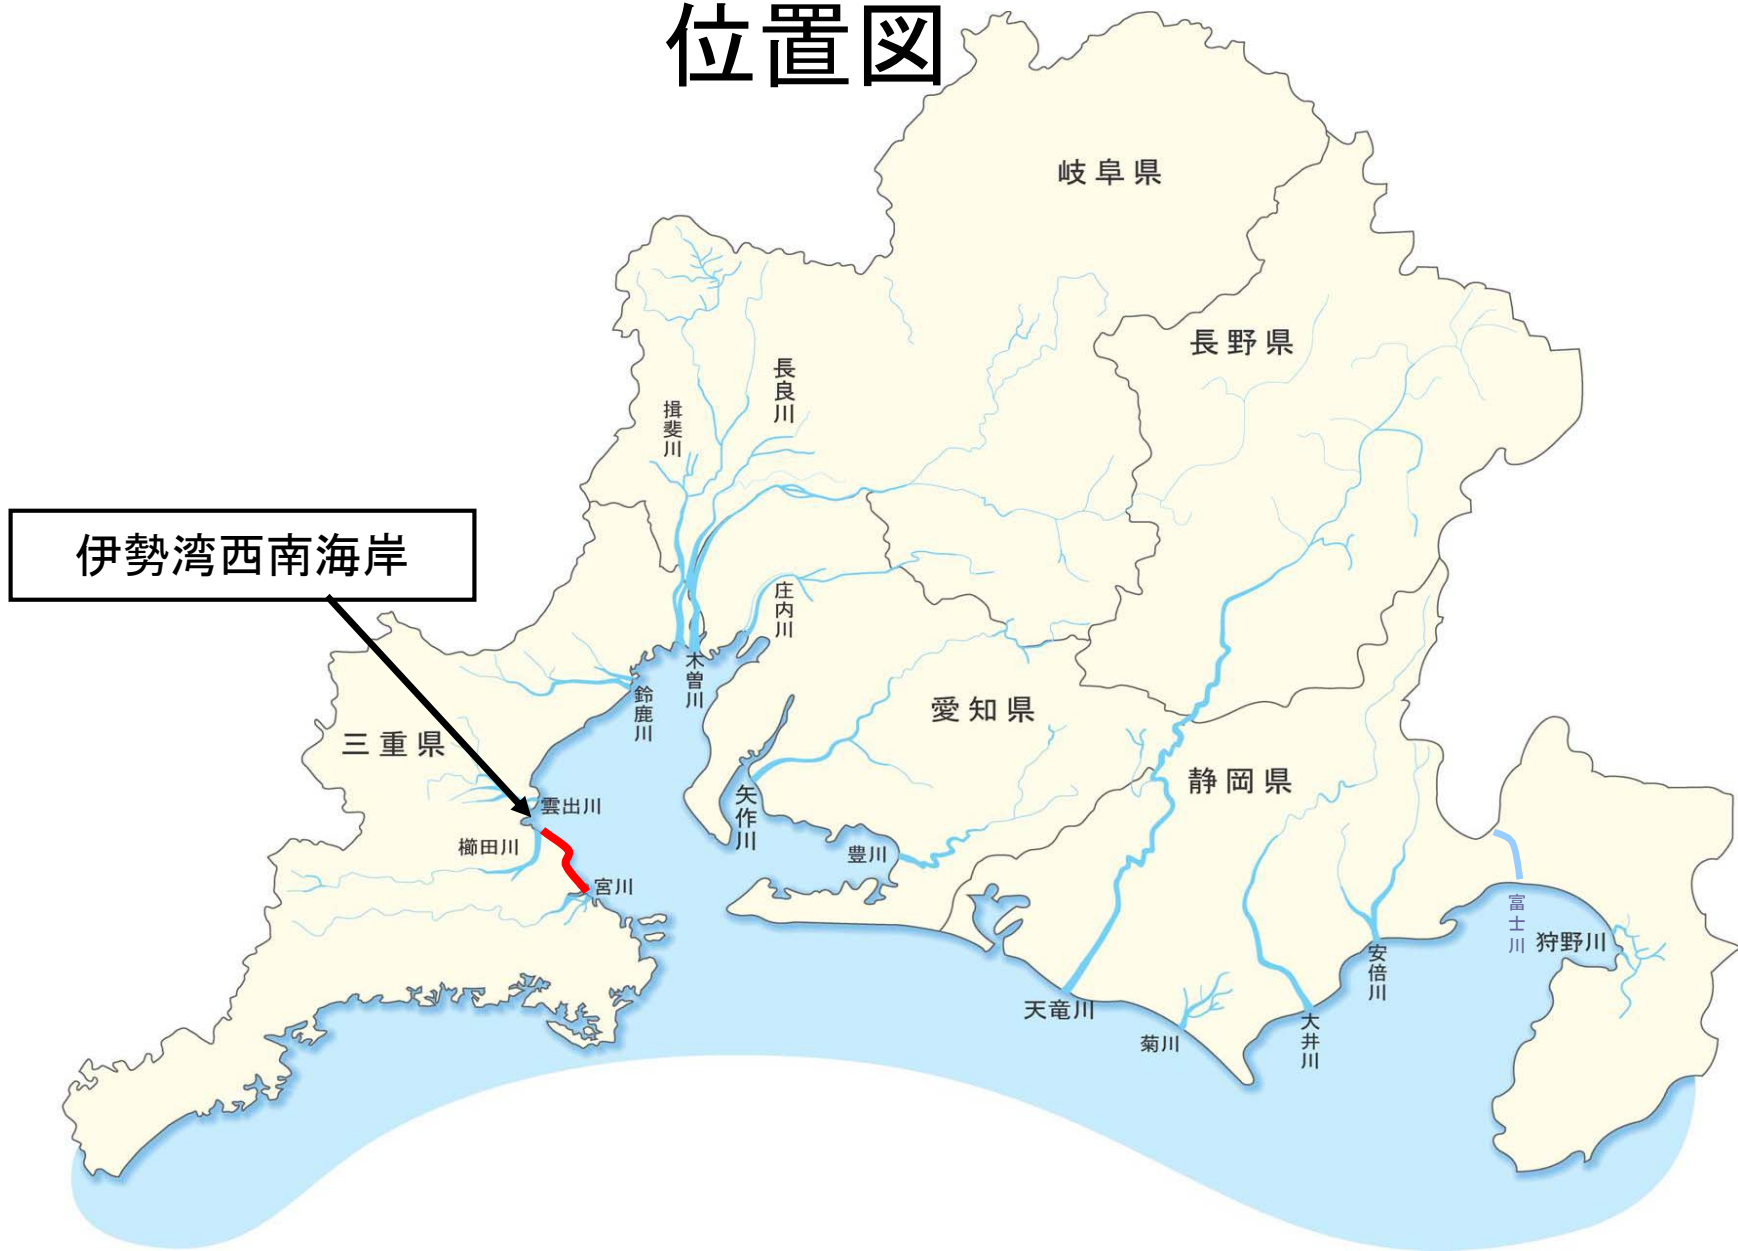 位置図
岐阜県
長野県
長良川
揖斐川
伊勢湾西南海岸
庄内川
木曽川
鈴鹿川
愛知県
三重県
静岡県
雲出川
矢作川
櫛田川
豊川
宮川
富士川
狩野川
安倍川
天竜川
大井川
菊川